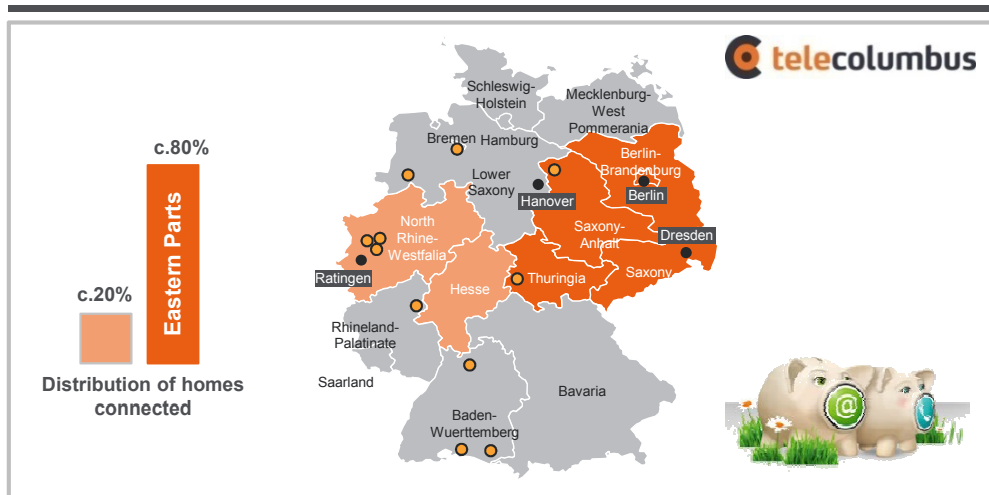 telecolumbus
c.80%
Eastern Parts
c.20%
Distribution of homes
connected
Schleswig-
Holstein
Mecklenburg-
West
Pommerania
Bremen Hamburg
Berlin-
Brandenburg
Lower
Saxony
Hanover
Berlin
North
Rhine-
Westfalia
Saxony-
Anhalt
Dresden
Ratingen
Hesse
Thuringia
Saxony
Rhineland-
Palatinate
Saarland
Bavaria
Baden-
Wuerttemberg
@